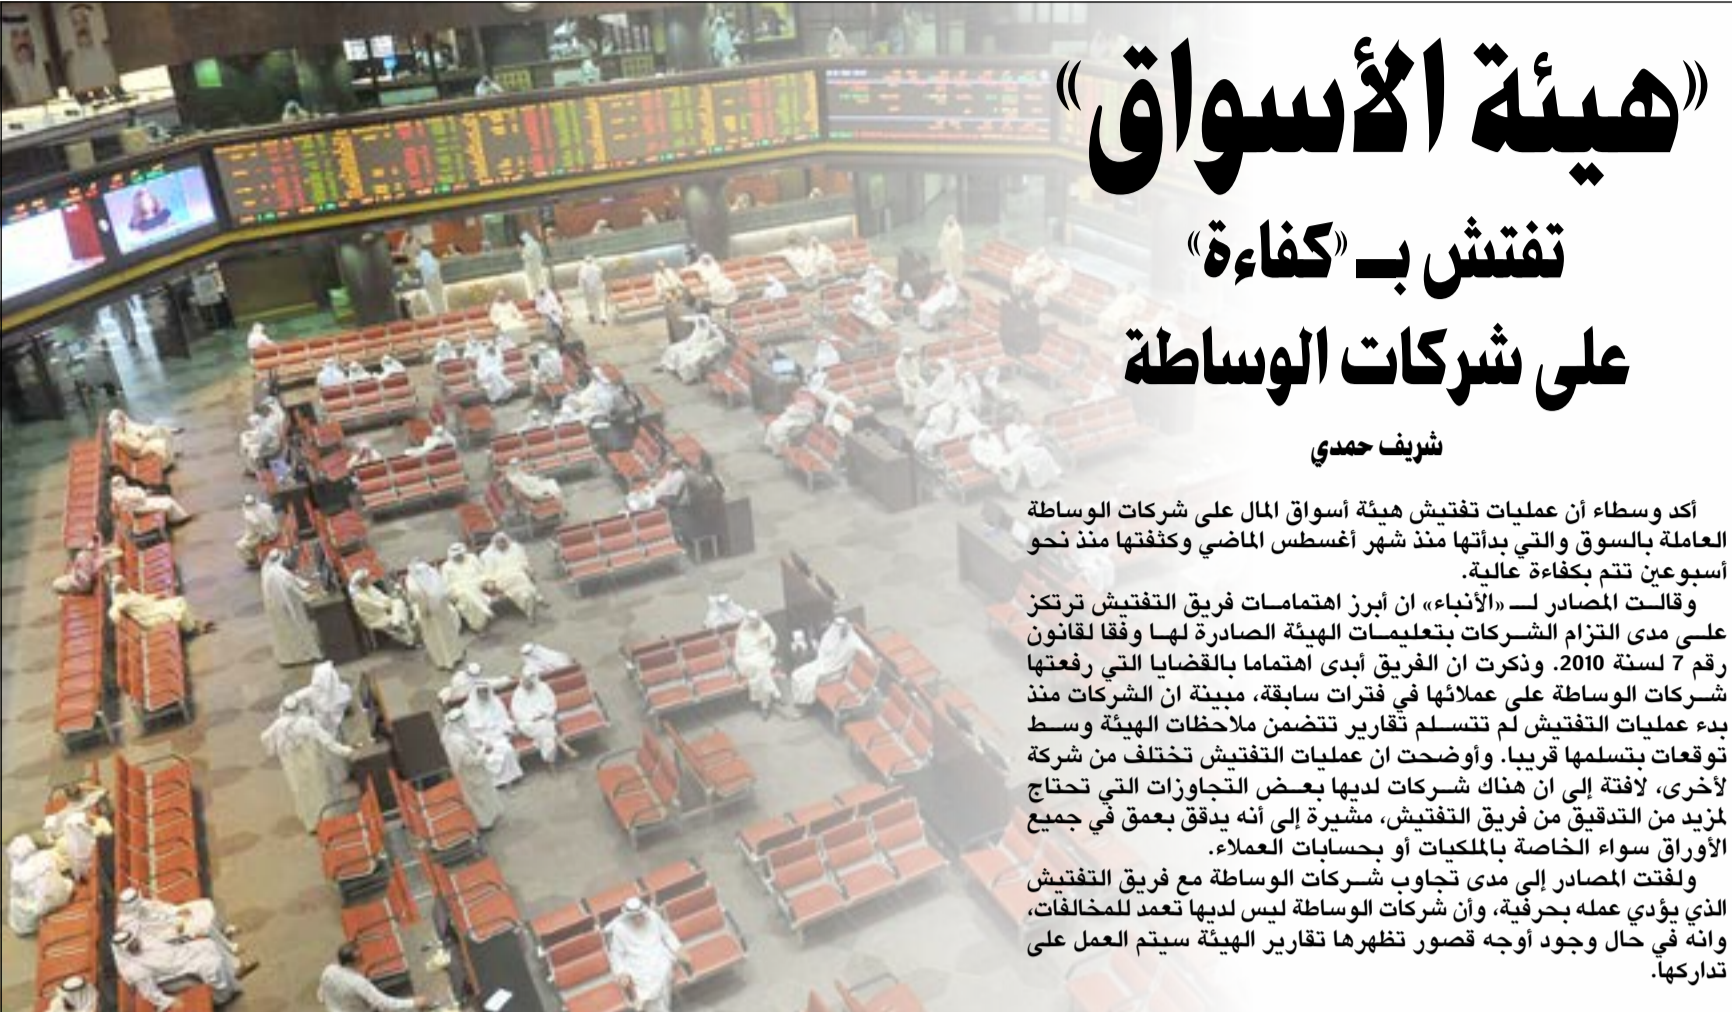 «هيئة الأسواق»
تفتش بـ «كفاءة»
على شركات الوساطة
شريف حمدي
أكد وسطاء أن عمليات تفتيش هيئة أسواق المال على شركات الوساطة
العاملة بالسوق والتي بدأتها منذ شهر أغسطس الماضي وكثفتها منذ نحو
أسبوعين تتم بكفاءة عالية.
وقالت المصادر لـ «الأنباء» ان أبرز اهتمامات فريق التفتيش ترتكز
على مدى التزام الشركات بتعليمات الهيئة الصادرة لها وفقا لقانون
رقم 7 لسنة 2010. وذكرت ان الفريق أبدى اهتماما بالقضايا التي رفعتها
شركات الوساطة على عملائها في فترات سابقة، مبينة ان الشركات منذ
بدء عمليات التفتيش لم تتسلم تقارير تتضمن ملاحظات الهيئة وسط
توقعات بتسلمها قريبا. وأوضحت ان عمليات التفتيش تختلف من شركة
لأخرى، لافتة إلى ان هناك شركات لديها بعض التجاوزات التي تحتاج
لمزيد من التدقيق من فريق التفتيش، مشيرة إلى أنه يدقق بعمق في جميع
الأوراق سواء الخاصة بالملكيات أو بحسابات العملاء.
ولفتت المصادر إلى مدى تجاوب شركات الوساطة مع فريق التفتيش
الذي يؤدي عمله بحرفية، وأن شركات الوساطة ليس لديها تعمد للمخالفات،
وانه في حال وجود أوجه قصور تظهرها تقارير الهيئة سيتم العمل على
تداركها.